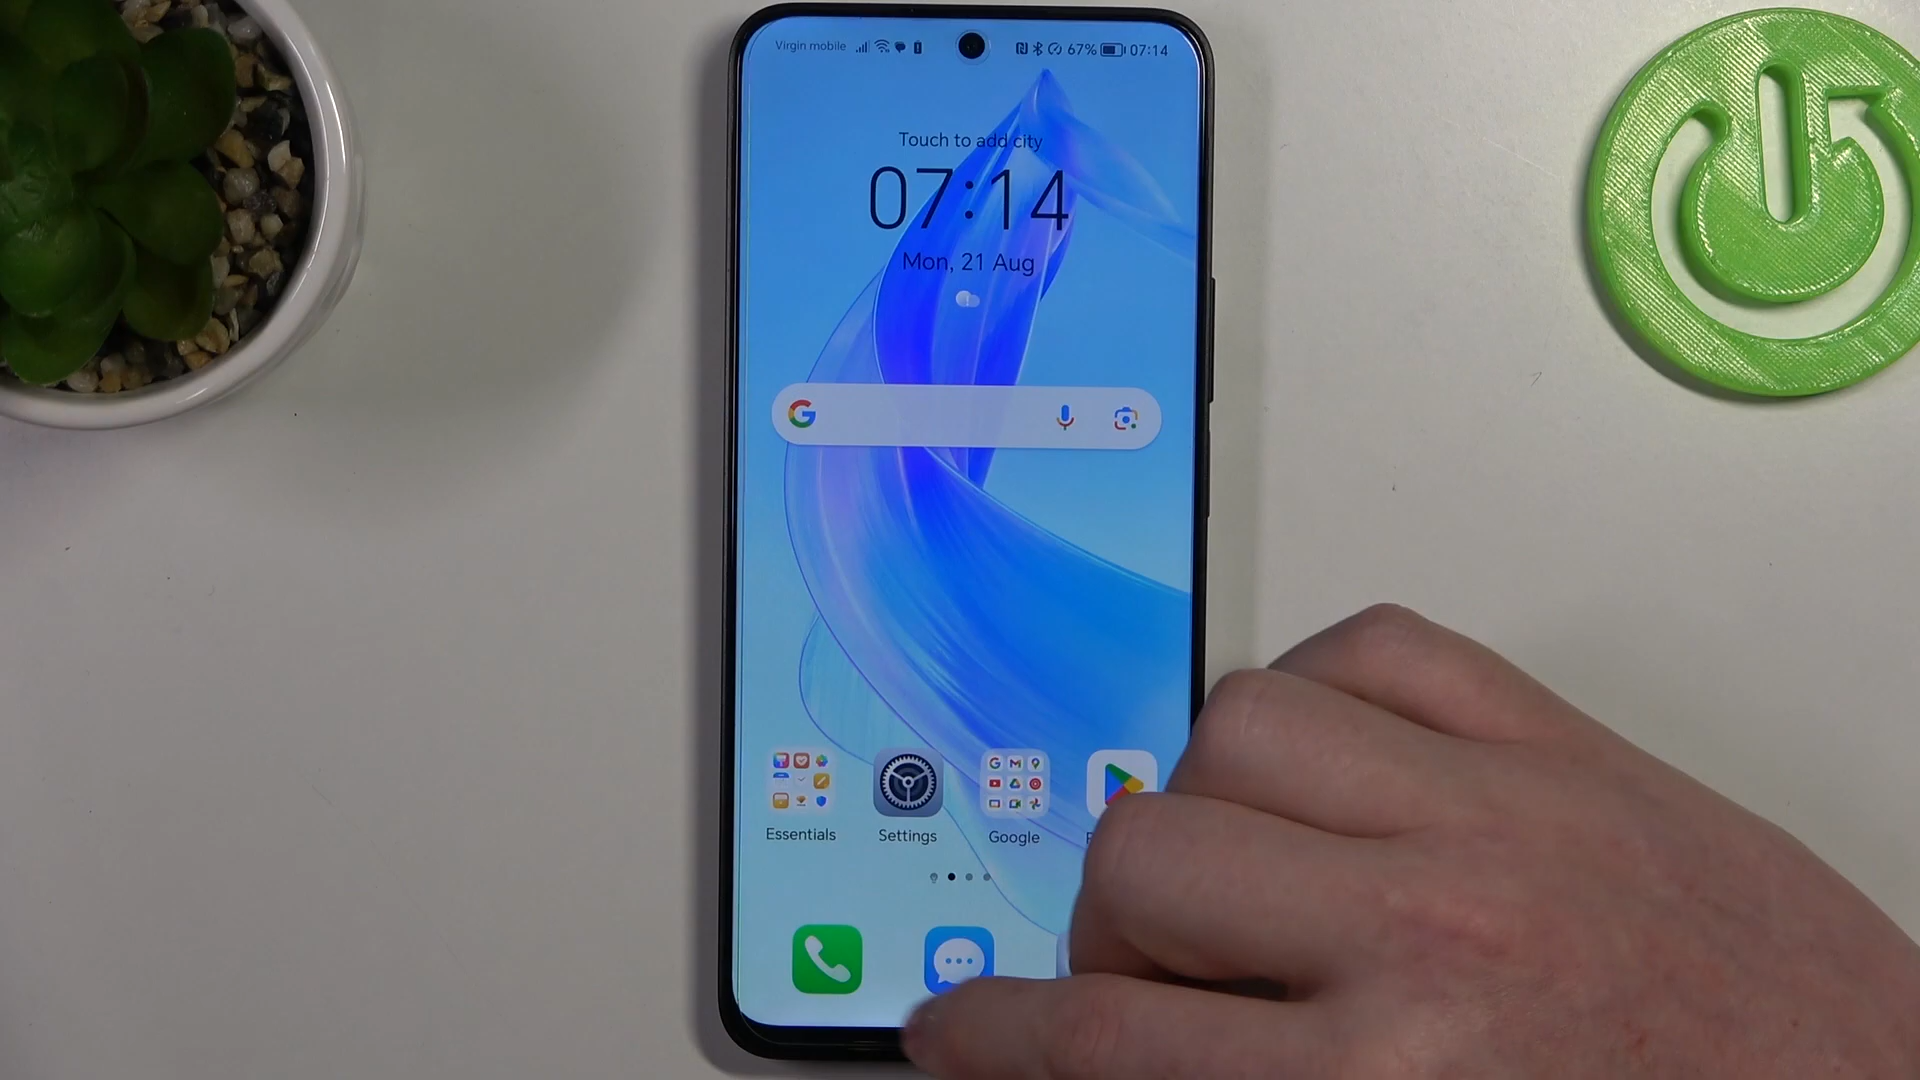 Virgin mobile 67% 07:14
Touch to add city
07:14
Mon, 21 Aug
Essentials Settings Google